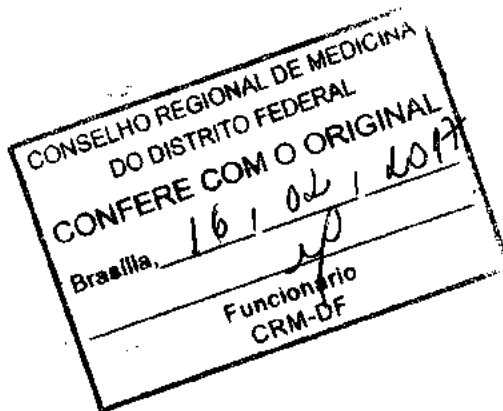 CONSELHO REGIONAL DE MEDICINA
DO DISTRITO FEDERAL
CONFERE COM O ORIGINAL
Brasília, 16 / 02 / 2017
Funcionário
CRM-DF